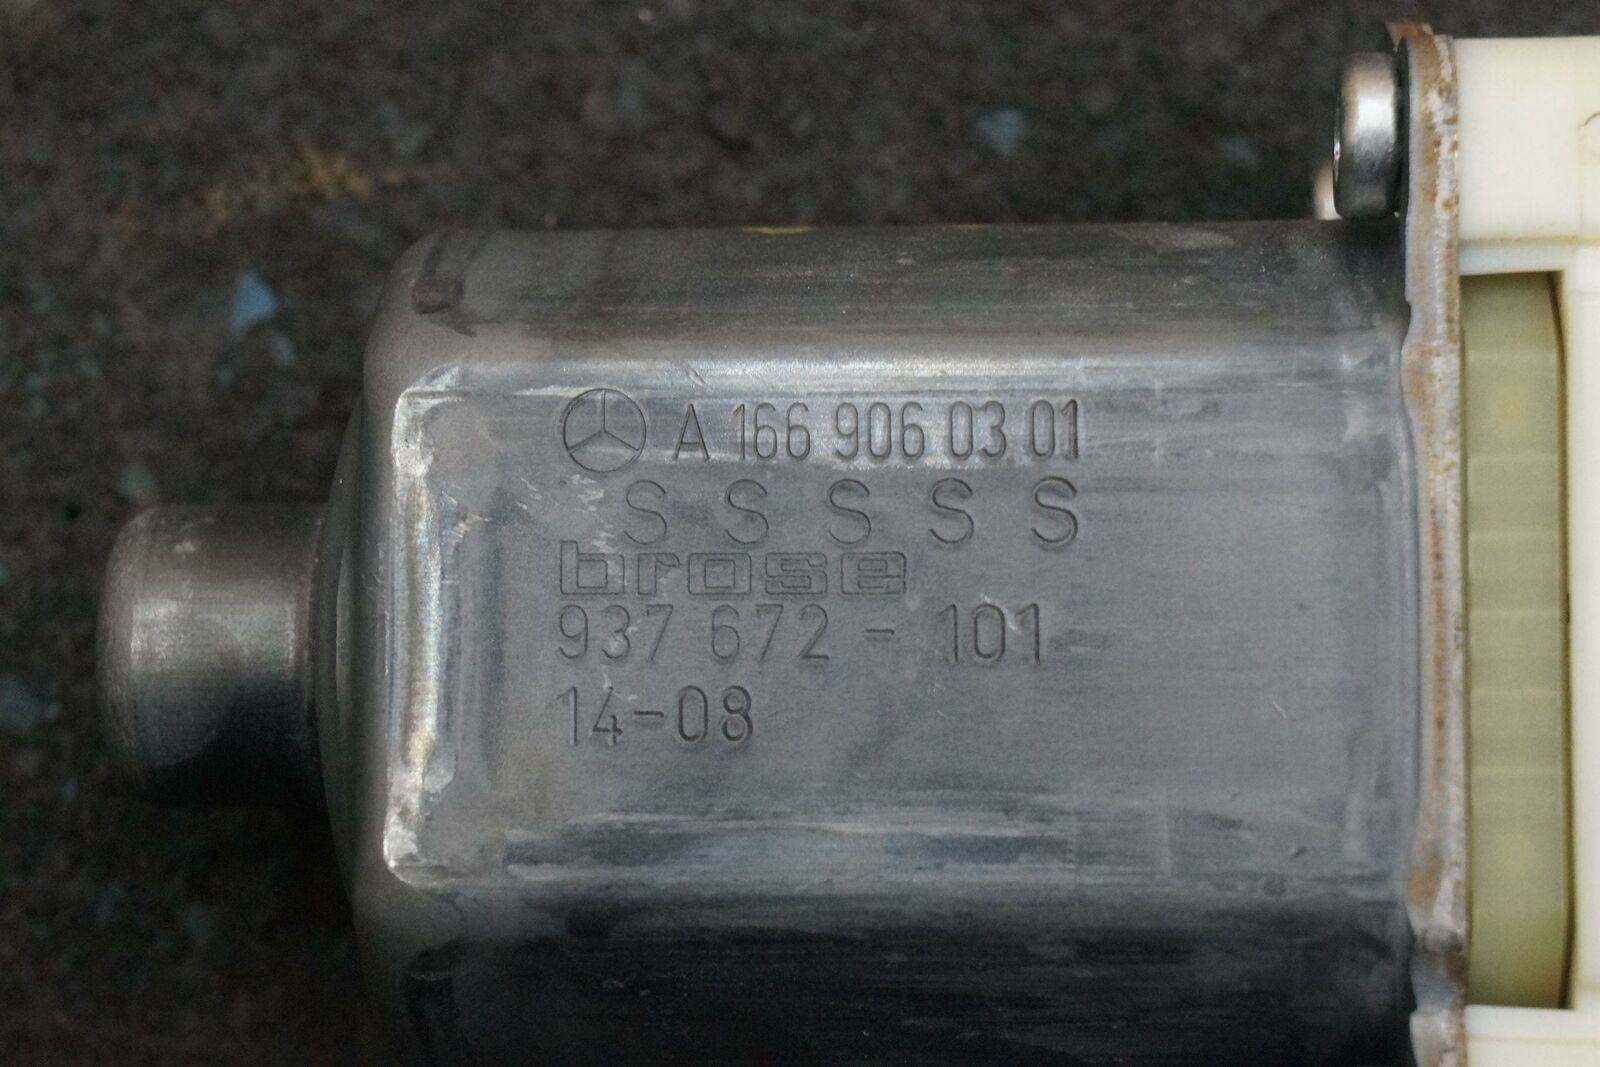 A 166 906 03 01
S S S S S
brose
937 672 - 101
14-08